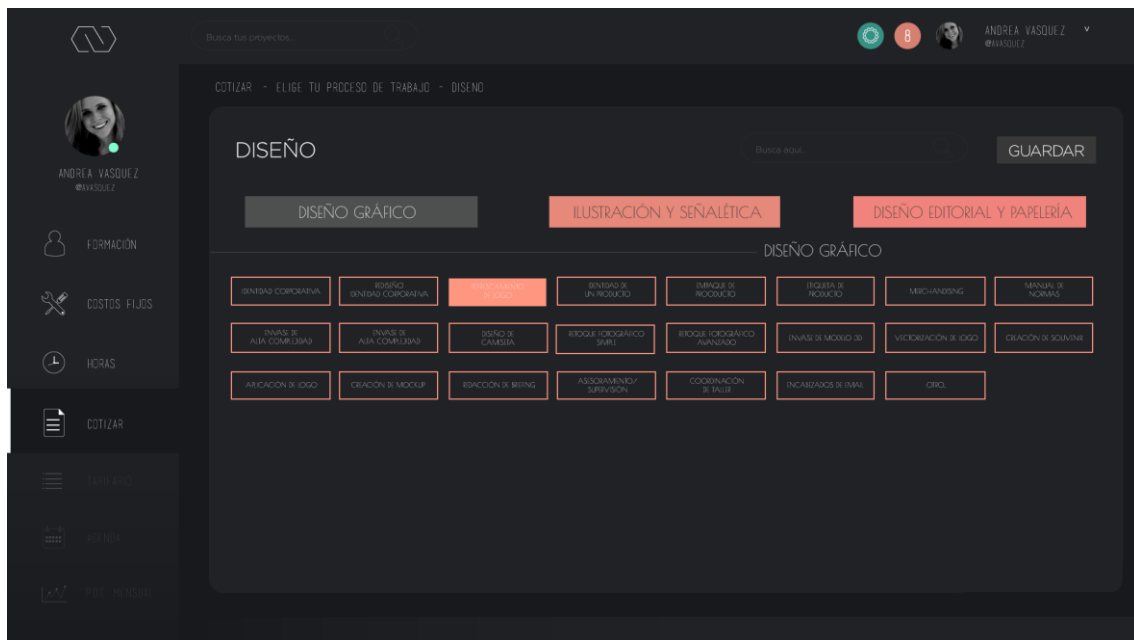 Busca tus proyectos...
8
ANDREA VASQUEZ
@AVASQUEZ
ANDREA VASQUEZ
@AVASQUEZ
FORMACIÓN
COSTOS FIJOS
HORAS
COTIZAR
TARIFARIO
AGENDA
COTIZAR - ELIGE TU PROCESO DE TRABAJO - DISENO
DISEÑO
Busca aquí..
GUARDAR
DISEÑO GRÁFICO
ILUSTRACIÓN Y SEÑALÉTICA
DISEÑO EDITORIAL Y PAPELERÍA
DISEÑO GRÁFICO
IDENTIDAD CORPORATIVA
REDISEÑO
IDENTIDAD CORPORATIVA
DE LOGO
IDENTIDAD DE
UN PRODUCTO
EMPAQUE DE
PROODUCTO
ETIQUETA DE
PRODUCTO
MERCHANDISING
MANUAL DE
NORMAS
ENVASE DE
ALTA COMPLEJIDAD
ENVASE DE
ALTA COMPLEJIDAD
DISEÑO DE
CAMISETA
RETOQUE FOTOGRÁFICO
SIMPLE
RETOQUE FOTOGRÁFICO
AVANZADO
ENVASE DE MODELO 3D
VECTORIZACIÓN DE LOGO
CREACIÓN DE SOUVENIR
APLICACIÓN DE LOGO
CREACIÓN DE MOCKUP
REDACCIÓN DE BRIEFING
ASESORAMIENTO/
SUPERVISIÓN
COORDINACIÓN
DE TALLER
ENCABEZADOS DE EMAIL
OTRO..